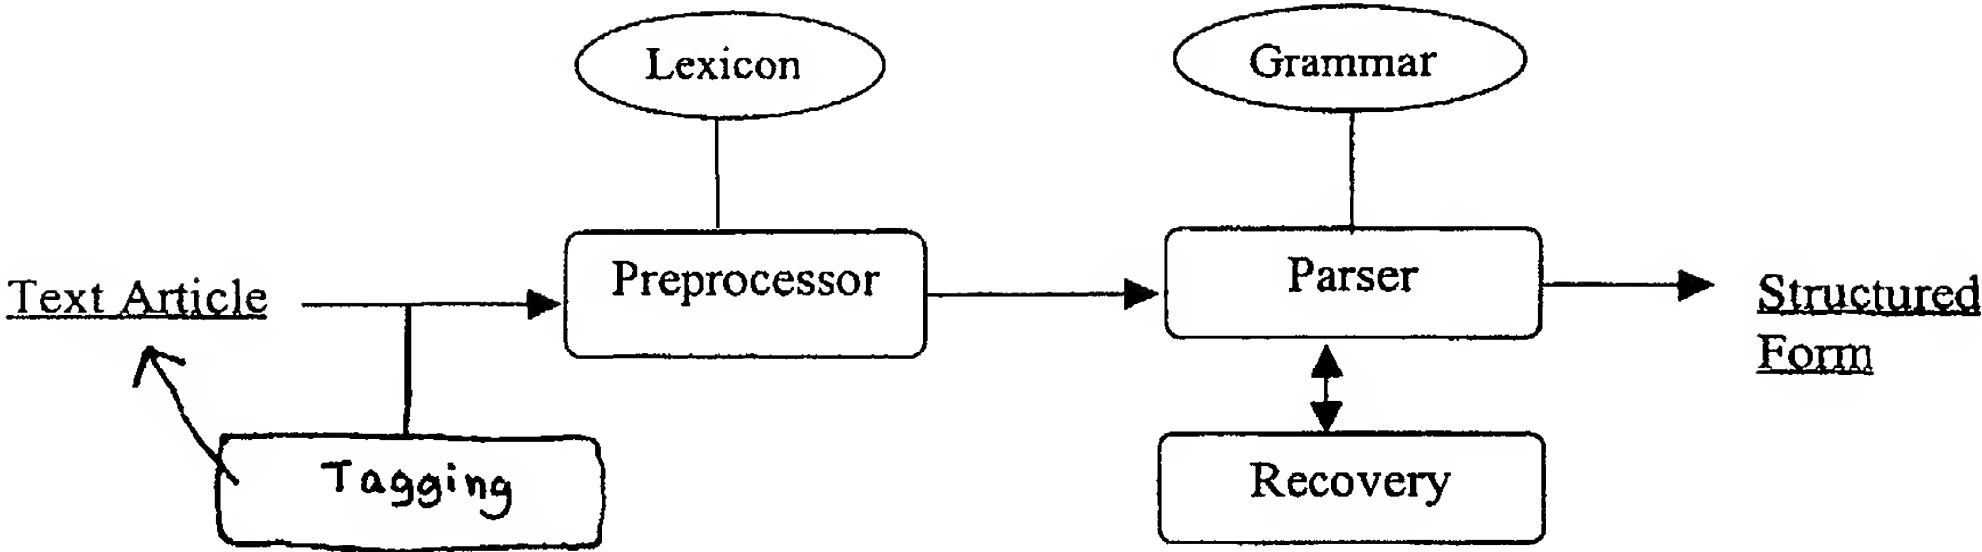 Lexicon
Grammar
Text Article
Preprocessor
Parser
Structured
Form
Tagging
Recovery